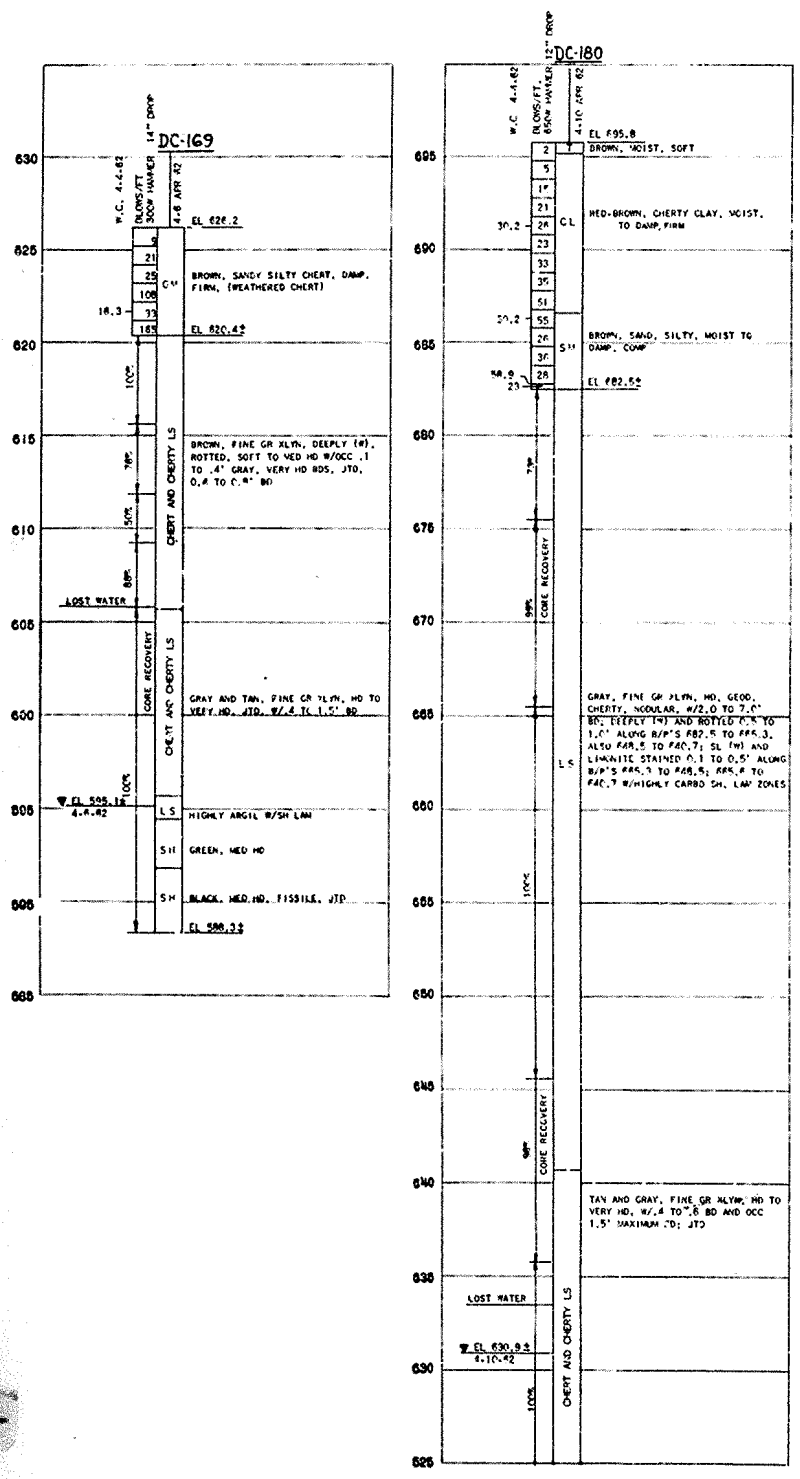 DC-169
W.C. 4-4-62
BLOWS/FT
300# HAMMER 14" DROP
4-6 APR 62
630
625
620
615
610
605
600
595
EL 626.2
9
21
25
108
33
165
16.3
GM
BROWN, SANDY SILTY CHERT, DAMP,
FIRM, (WEATHERED CHERT)
EL 620.4±
100%
50%
88%
CHERT AND CHERTY LS
BROWN, FINE GR XLYN, DEEPLY (W),
ROTTED, SOFT TO MED HD W/OCC .1
TO .4' GRAY, VERY HD BDS, JTD,
BD
LOST WATER
CORE RECOVERY
CHERT AND CHERTY LS
GRAY AND TAN, FINE GR XLYN, HD TO
VERY HD, JTD, W/.4 TO 1.5' BD
100%
EL 595.1±
4-6-62
LS
HIGHLY ARGIL W/SH LAM
SH
GREEN, MED HD
SH
BLACK, MED HD, FISSILE, JTD
EL 588.3±
DC-180
W.C. 4-4-62
BLOWS/FT.
650# HAMMER 12" DROP
4-10 APR 62
695
690
685
680
675
670
665
660
655
650
645
640
635
630
625
EL 695.8
BROWN, MOIST, SOFT
2
5
21
28
23
33
35
51
55
26
36
28
23
30.2
CL
RED-BROWN, CHERTY CLAY, MOIST,
TO DAMP, FIRM
SM
BROWN, SAND, SILTY, MOIST TO
DAMP, COMP
EL 682.5±
99%
CORE RECOVERY
LS
GRAY, FINE GR XLYN, HD, GEOD,
CHERTY, NODULAR, W/2.0 TO 7.0'
BD; DEEPLY (W) AND ROTTED 0.5 TO
1.0' ALONG B/P'S 682.5 TO 665.3,
ALSO 648.5 TO 640.7; SL (W) AND
LIMONITE STAINED 0.1 TO 0.5' ALONG
B/P'S 665.3 TO 648.5; TO
640.7 W/HIGHLY CARBO SH, LAM ZONES
100%
98%
CORE RECOVERY
TAN AND GRAY, FINE GR XLYN, HD TO
VERY HD, W/.4 TO .6 BD AND OCC
1.5' MAXIMUM BD; JTD
LOST WATER
EL 630.9±
4-10-62
100%
CHERT AND CHERTY LS